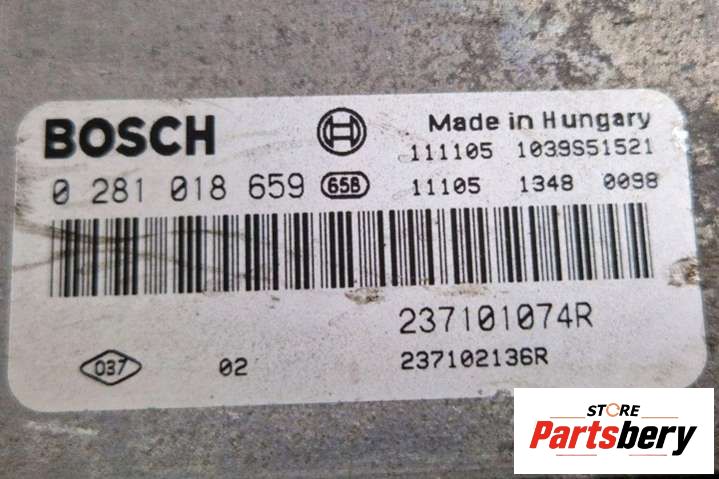 BOSCH
Made in Hungary
111105 1039S51521
0 281 018 659 65B 11105 1348 0098
237101074R
037 02 237102136R
STORE
Partsbery